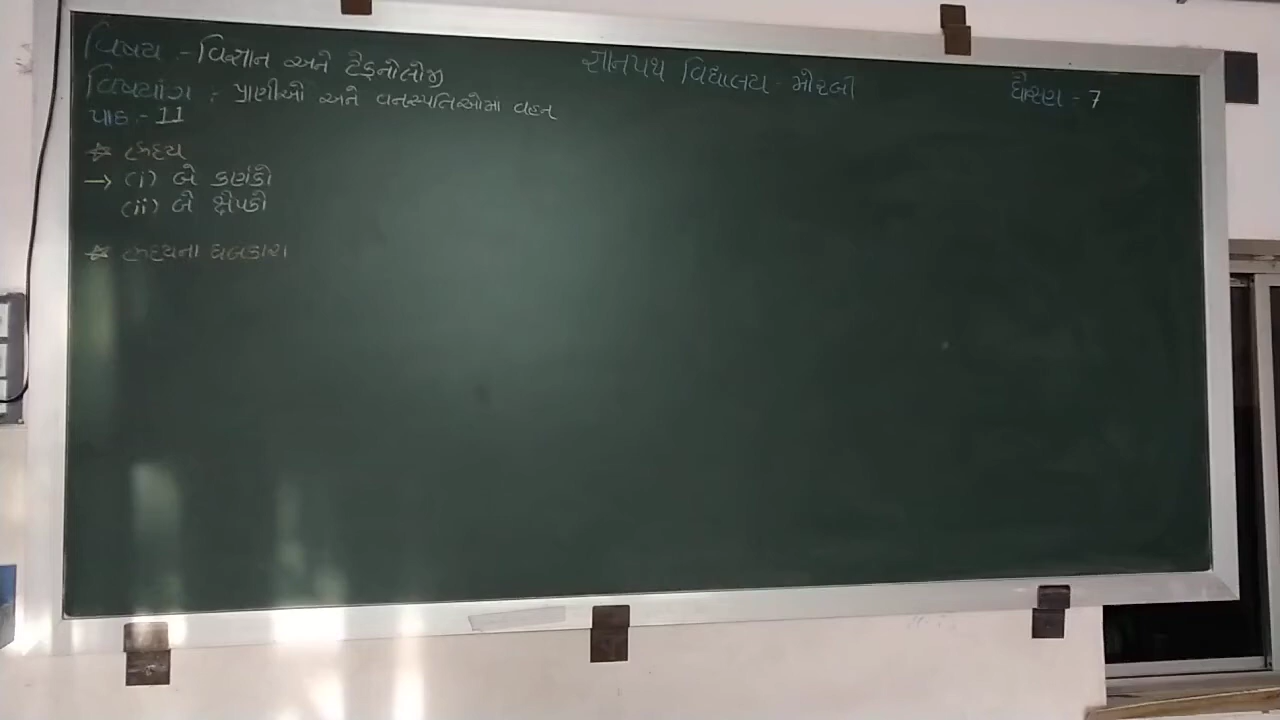 વિષય - વિજ્ઞાન અને ટેક્નોલોજી
જ્ઞાનપથ વિદ્યાલય - મોરબી
ધોરણ - 7
વિષયાંગ : પ્રાણીઓ અને વનસ્પતિઓમાં વહન
પાઠ - 11
☆ હૃદય
→ (i) બે કર્ણકો
(ii) બે ક્ષેપકો
☆ હૃદયના ધબકારા